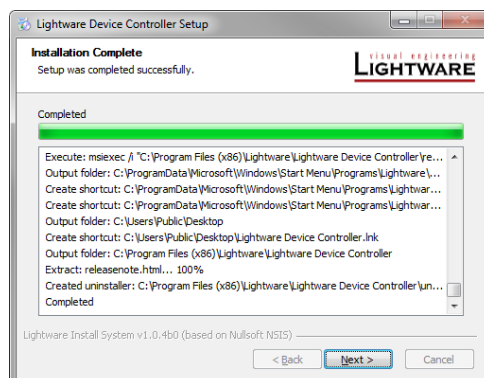 Lightware Device Controller Setup
Installation Complete
Setup was completed successfully.
visual engineering
LIGHTWARE
Completed
Execute: msiexec /i "C:\Program Files (x86)\Lightware\Lightware Device Controller\re...
Output folder: C:\ProgramData\Microsoft\Windows\Start Menu\Programs\Lightware\...
Create shortcut: C:\ProgramData\Microsoft\Windows\Start Menu\Programs\Lightwar...
Create shortcut: C:\ProgramData\Microsoft\Windows\Start Menu\Programs\Lightwar...
Output folder: C:\Users\Public\Desktop
Create shortcut: C:\Users\Public\Desktop\Lightware Device Controller.lnk
Output folder: C:\Program Files (x86)\Lightware\Lightware Device Controller
Extract: releasenote.html... 100%
Created uninstaller: C:\Program Files (x86)\Lightware\Lightware Device Controller\un...
Completed
Lightware Install System v1.0.4b0 (based on Nullsoft NSIS)
< Back Next > Cancel